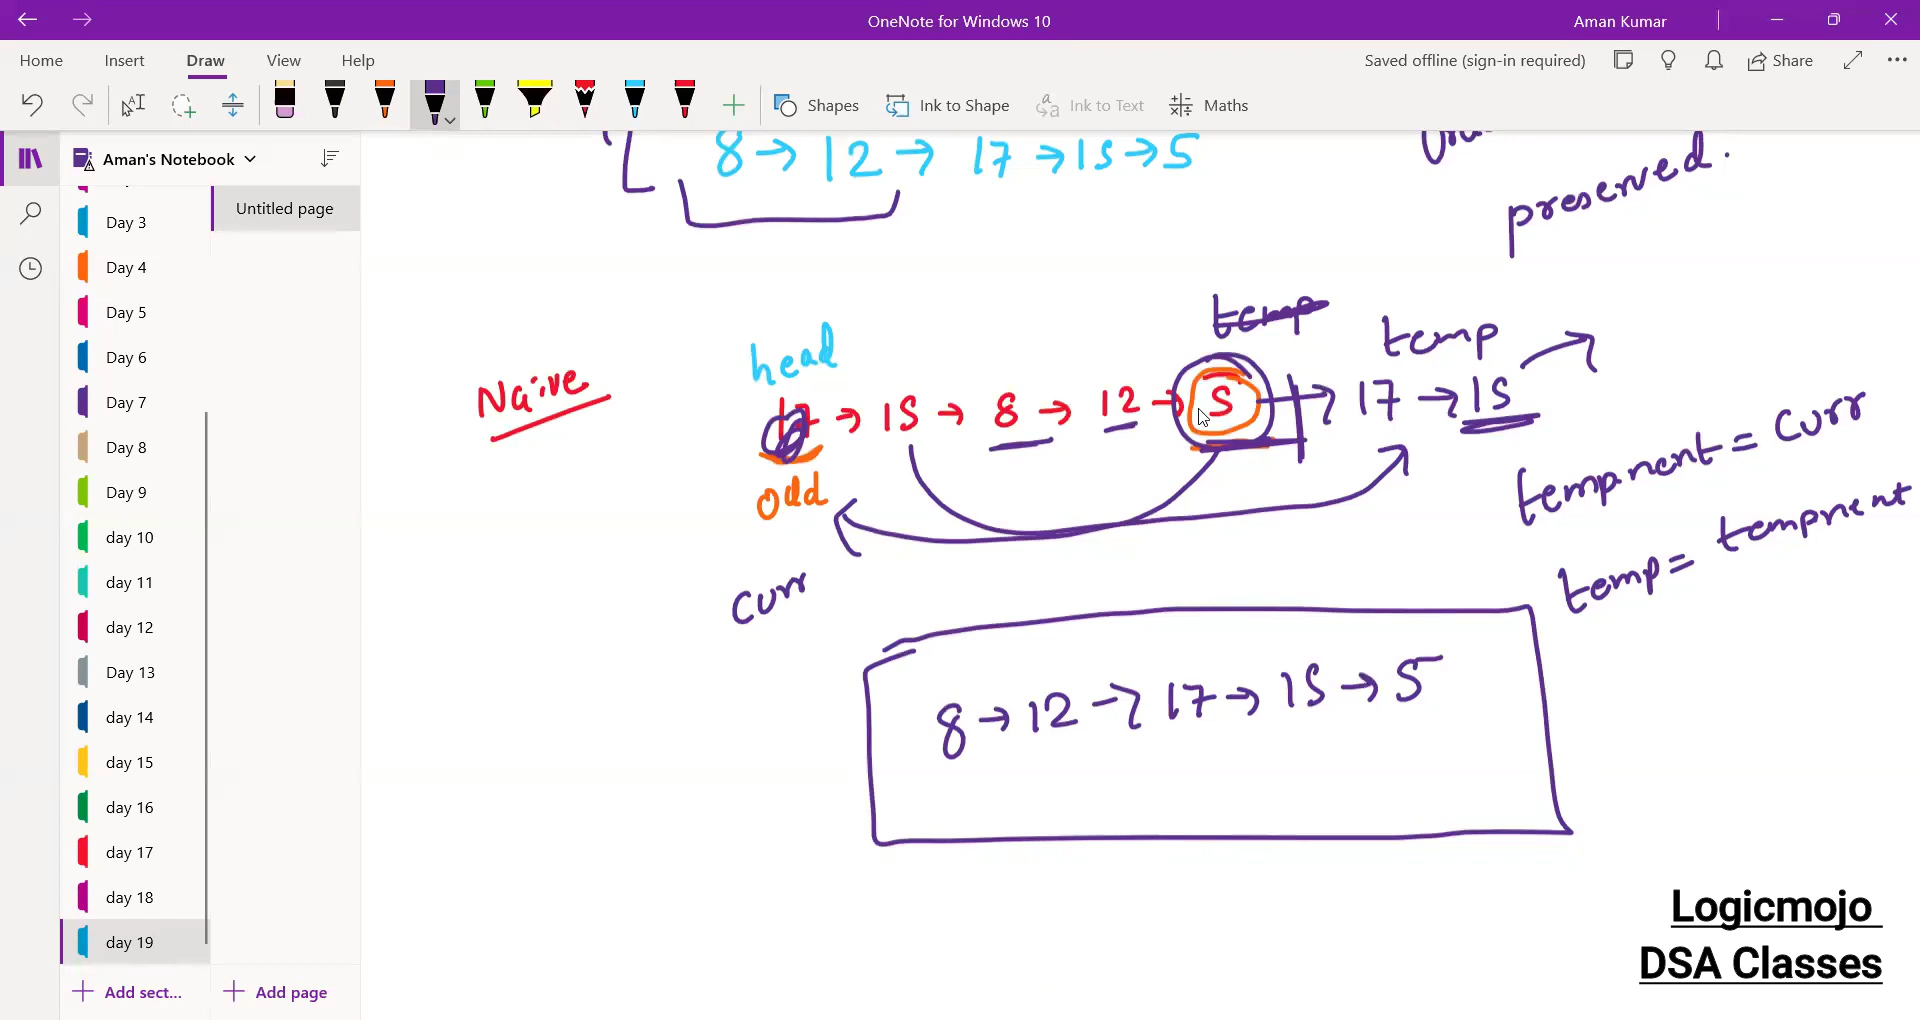 OneNote for Windows 10
Aman Kumar
Home Insert Draw View Help
Saved offline (sign-in required)
Share
Shapes Ink to Shape Ink to Text Maths
Aman's Notebook
Untitled page
Day 3
Day 4
Day 5
Day 6
Day 7
Day 8
Day 9
day 10
day 11
day 12
Day 13
day 14
day 15
day 16
day 17
day 18
day 19
Add sect...
Add page
8 → 12 → 17 → 15 → 5
preserved.
Naive
head
temp
temp
17 → 15 → 8 → 12 → 5 → 17 → 15
odd
curr
tempnent = curr
temp = tempnent
8 → 12 → 17 → 15 → 5
Logicmojo
DSA Classes